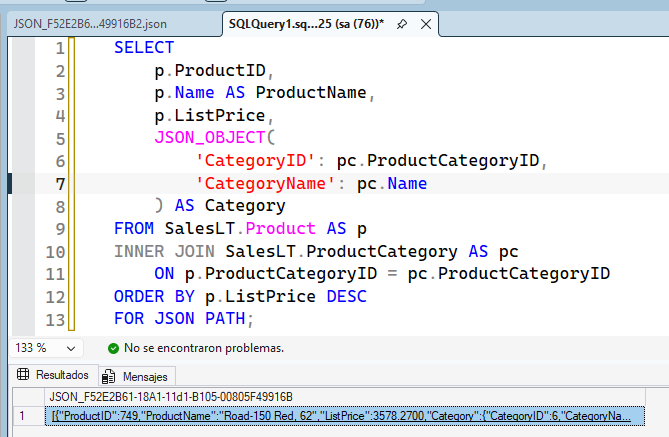 JSON_F52E2B6...49916B2.json
SQLQuery1.sq...25 (sa (76))*
1 SELECT
2 p.ProductID,
3 p.Name AS ProductName,
4 p.ListPrice,
5 JSON_OBJECT(
6 'CategoryID': pc.ProductCategoryID,
7 'CategoryName': pc.Name
8 ) AS Category
9 FROM SalesLT.Product AS p
10 INNER JOIN SalesLT.ProductCategory AS pc
11 ON p.ProductCategoryID = pc.ProductCategoryID
12 ORDER BY p.ListPrice DESC
13 FOR JSON PATH;
133 %
No se encontraron problemas.
Resultados
Mensajes
JSON_F52E2B61-18A1-11d1-B105-00805F49916B
1 [{"ProductID":749,"ProductName":"Road-150 Red, 62","ListPrice":3578.2700,"Category":{"CategoryID":6,"CategoryNa...